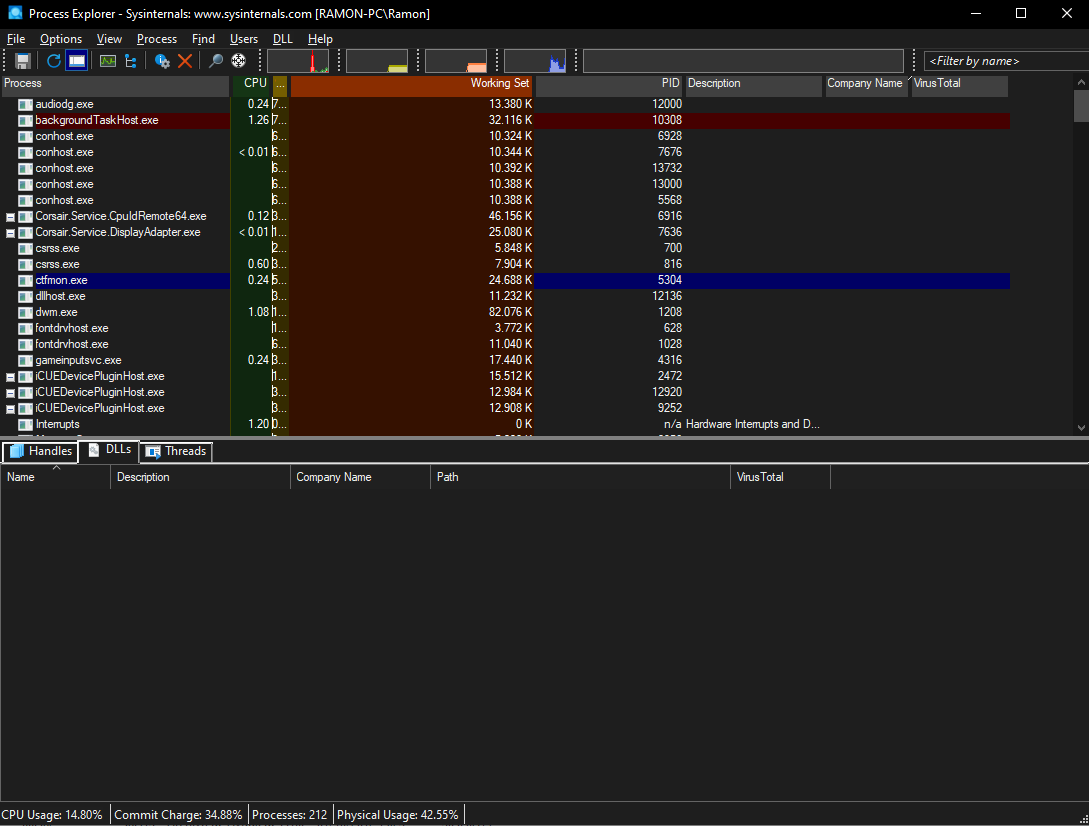 Process Explorer - Sysinternals: www.sysinternals.com [RAMON-PC\Ramon]
File Options View Process Find Users DLL Help
<Filter by name>
Process CPU ... Working Set PID Description Company Name VirusTotal
audiodg.exe 0.24 7... 13.380 K 12000
backgroundTaskHost.exe 1.26 7... 32.116 K 10308
conhost.exe 6... 10.324 K 6928
conhost.exe < 0.01 6... 10.344 K 7676
conhost.exe 6... 10.392 K 13732
conhost.exe 6... 10.388 K 13000
conhost.exe 6... 10.388 K 5568
Corsair.Service.CpuIdRemote64.exe 0.12 3... 46.156 K 6916
Corsair.Service.DisplayAdapter.exe < 0.01 1... 25.080 K 7636
csrss.exe 2... 5.848 K 700
csrss.exe 0.60 3... 7.904 K 816
ctfmon.exe 0.24 6... 24.688 K 5304
dllhost.exe 3... 11.232 K 12136
dwm.exe 1.08 1... 82.076 K 1208
fontdrvhost.exe 1... 3.772 K 628
fontdrvhost.exe 6... 11.040 K 1028
gameinputsvc.exe 0.24 3... 17.440 K 4316
iCUEDevicePluginHost.exe 1... 15.512 K 2472
iCUEDevicePluginHost.exe 3... 12.984 K 12920
iCUEDevicePluginHost.exe 3... 12.908 K 9252
Interrupts 1.20 0... 0 K n/a Hardware Interrupts and D...
Handles DLLs Threads
Name Description Company Name Path VirusTotal
CPU Usage: 14.80% Commit Charge: 34.88% Processes: 212 Physical Usage: 42.55%